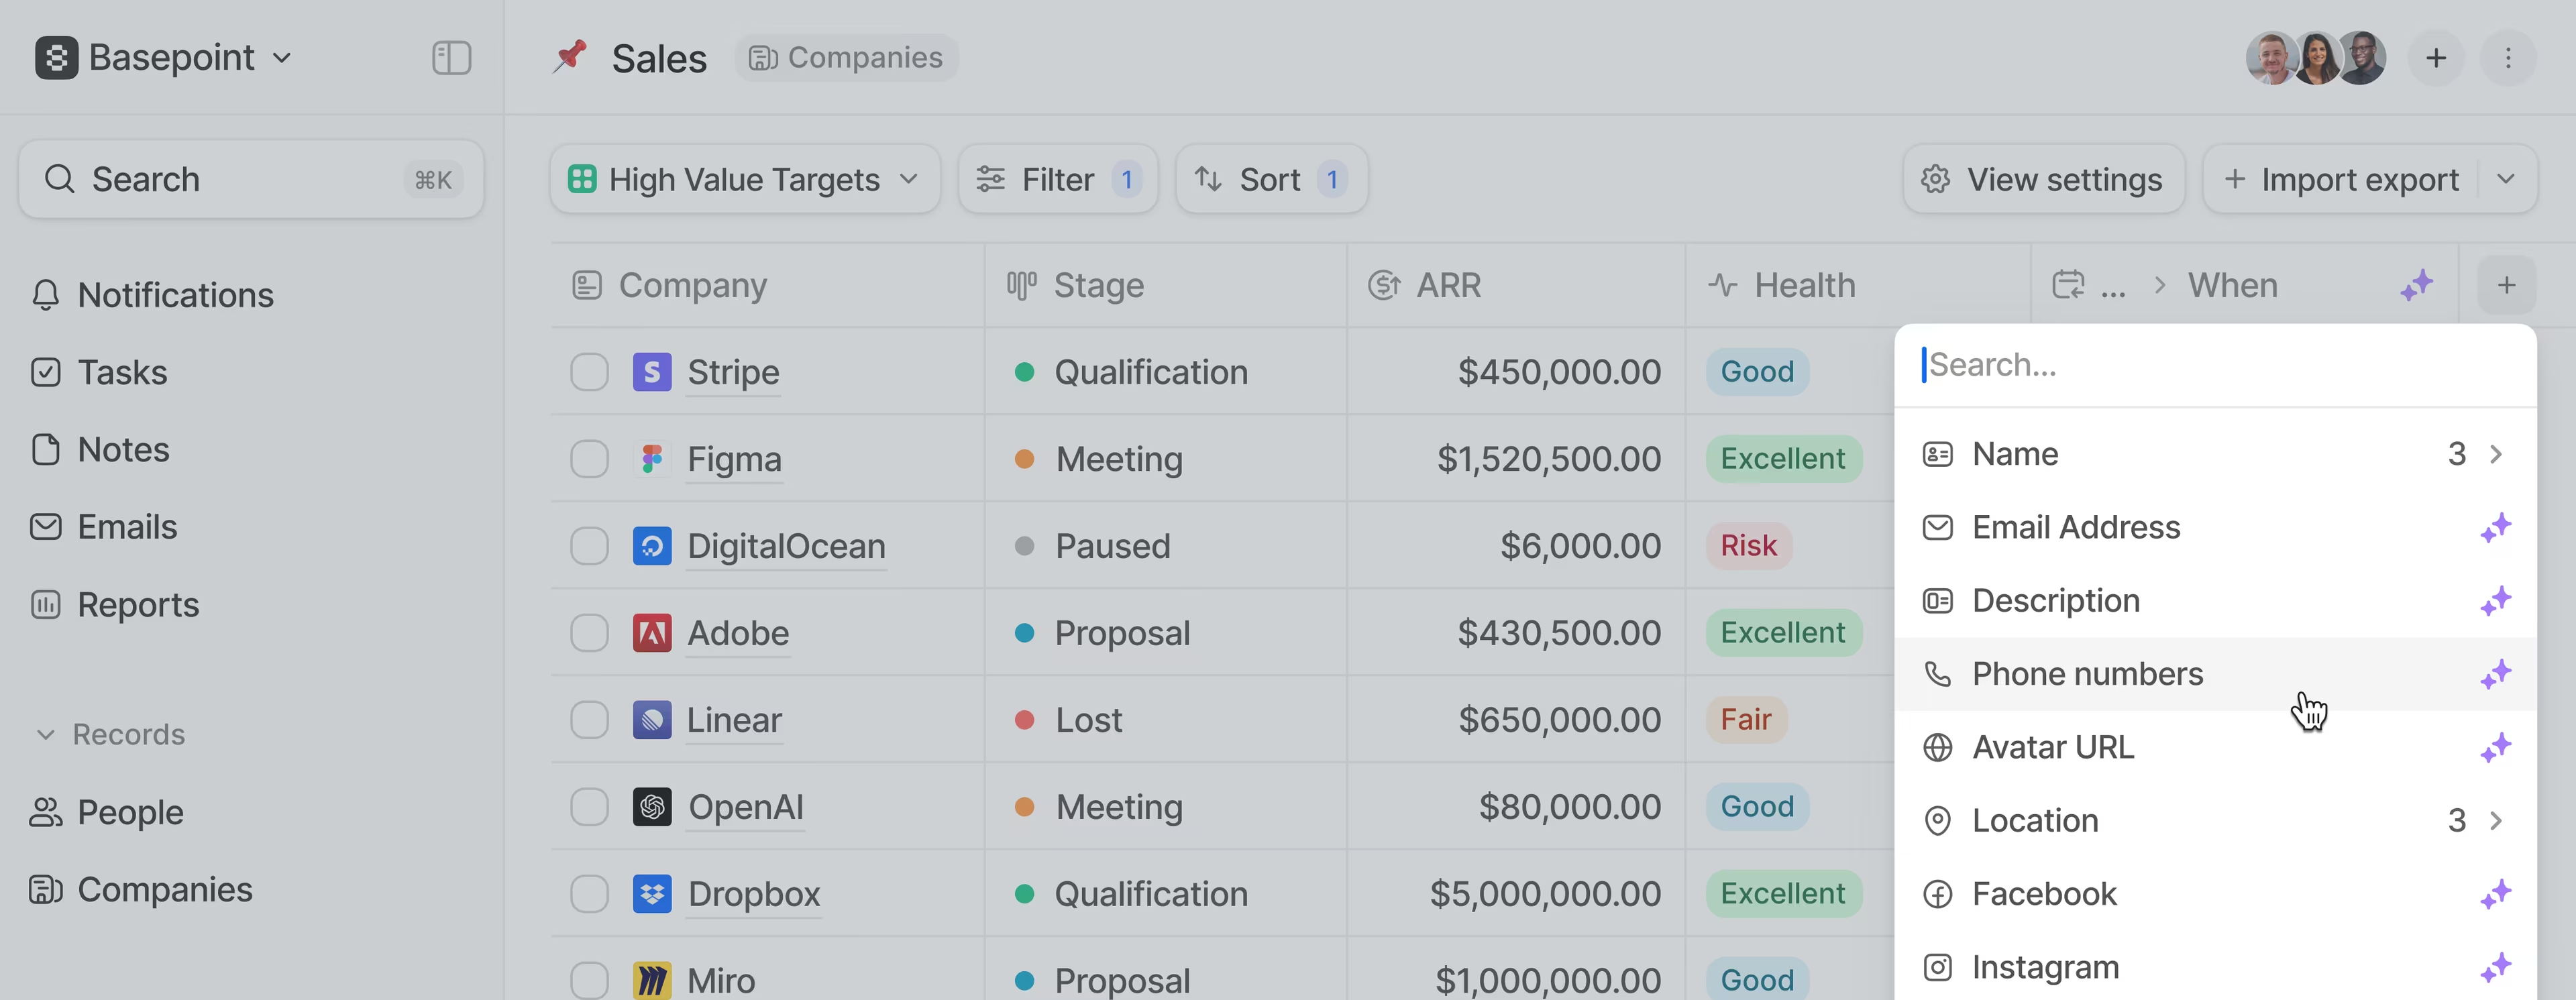 Basepoint
Sales
Companies
Search
⌘K
High Value Targets
Filter 1
Sort 1
View settings
Import export
Notifications
Tasks
Notes
Emails
Reports
Records
People
Companies
Company Stage ARR Health ... > When
Stripe Qualification $450,000.00 Good
Figma Meeting $1,520,500.00 Excellent
DigitalOcean Paused $6,000.00 Risk
Adobe Proposal $430,500.00 Excellent
Linear Lost $650,000.00 Fair
OpenAI Meeting $80,000.00 Good
Dropbox Qualification $5,000,000.00 Excellent
Miro Proposal $1,000,000.00 Good
Search...
Name 3
Email Address
Description
Phone numbers
Avatar URL
Location 3
Facebook
Instagram